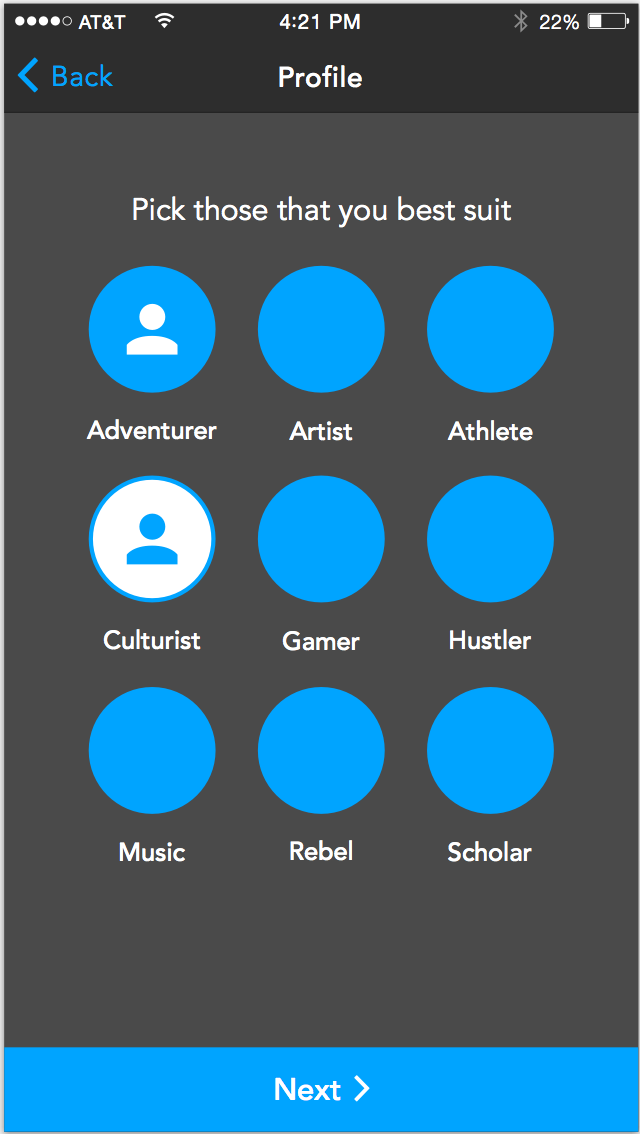 AT&T 4:21 PM 22%
Back Profile
Pick those that you best suit
Adventurer Artist Athlete
Culturist Gamer Hustler
Music Rebel Scholar
Next